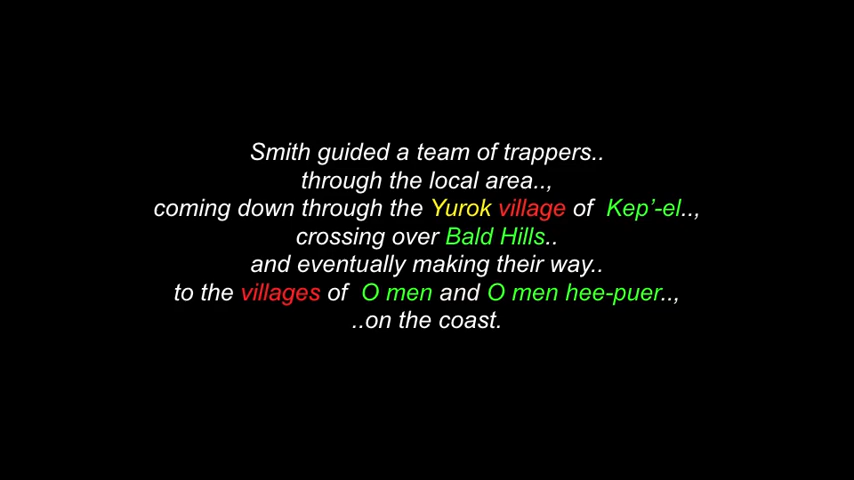 Smith guided a team of trappers..
through the local area..,
coming down through the Yurok village of Kep'-el..,
crossing over Bald Hills..
and eventually making their way..
to the villages of O men and O men hee-puer..,
..on the coast.